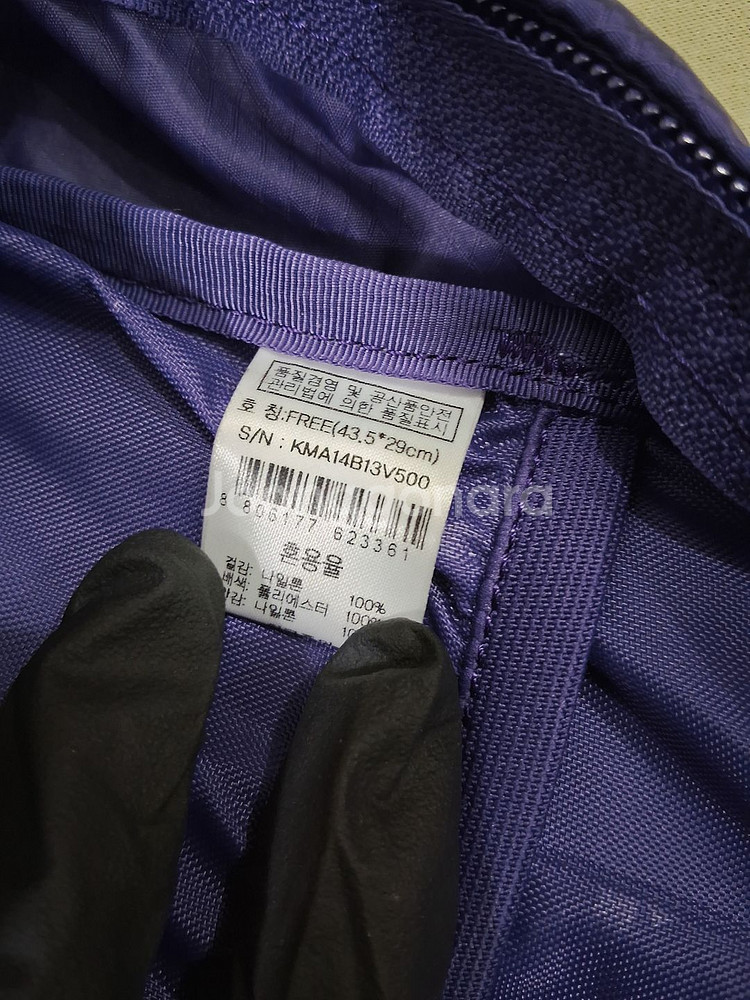 품질경영 및 공산품안전
관리법에 의한 품질표시
호 칭:FREE(43.5*29cm)
S/N : KMA14B13V500
8 806177 623361
혼용율
겉감: 나일론 100%
배색: 폴리에스터 100%
안감: 나일론